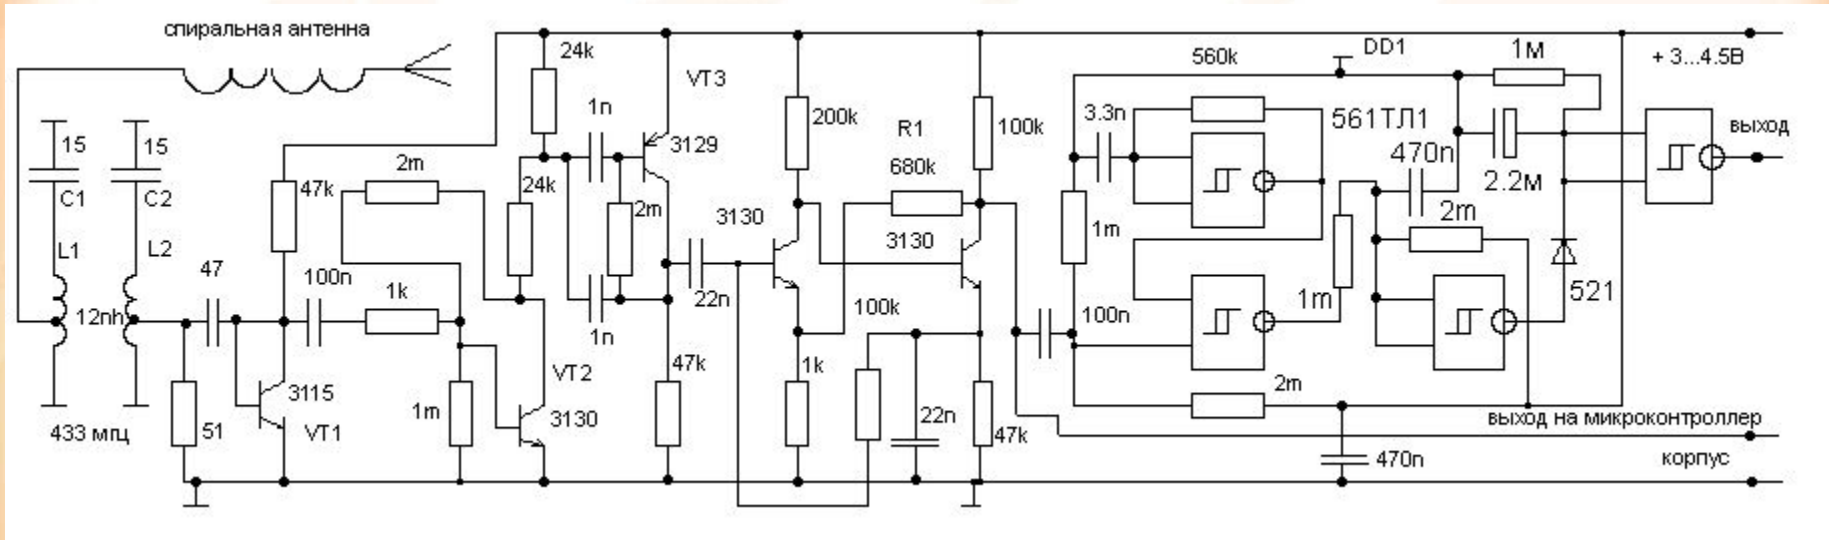 спиральная антенна
15
C1
15
C2
L1
L2
12nh
433 мгц
47
51
47k
100n
1k
2m
3115
VT1
1m
24k
24k
1n
2m
1n
VT2
3130
VT3
3129
47k
22n
3130
200k
1k
R1
680k
3130
100k
100k
22n
47k
100n
3.3n
1m
560k
DD1
561ТЛ1
470n
1m
2m
2m
1М
2.2М
521
470n
+ 3...4.5В
выход
выход на микроконтроллер
корпус